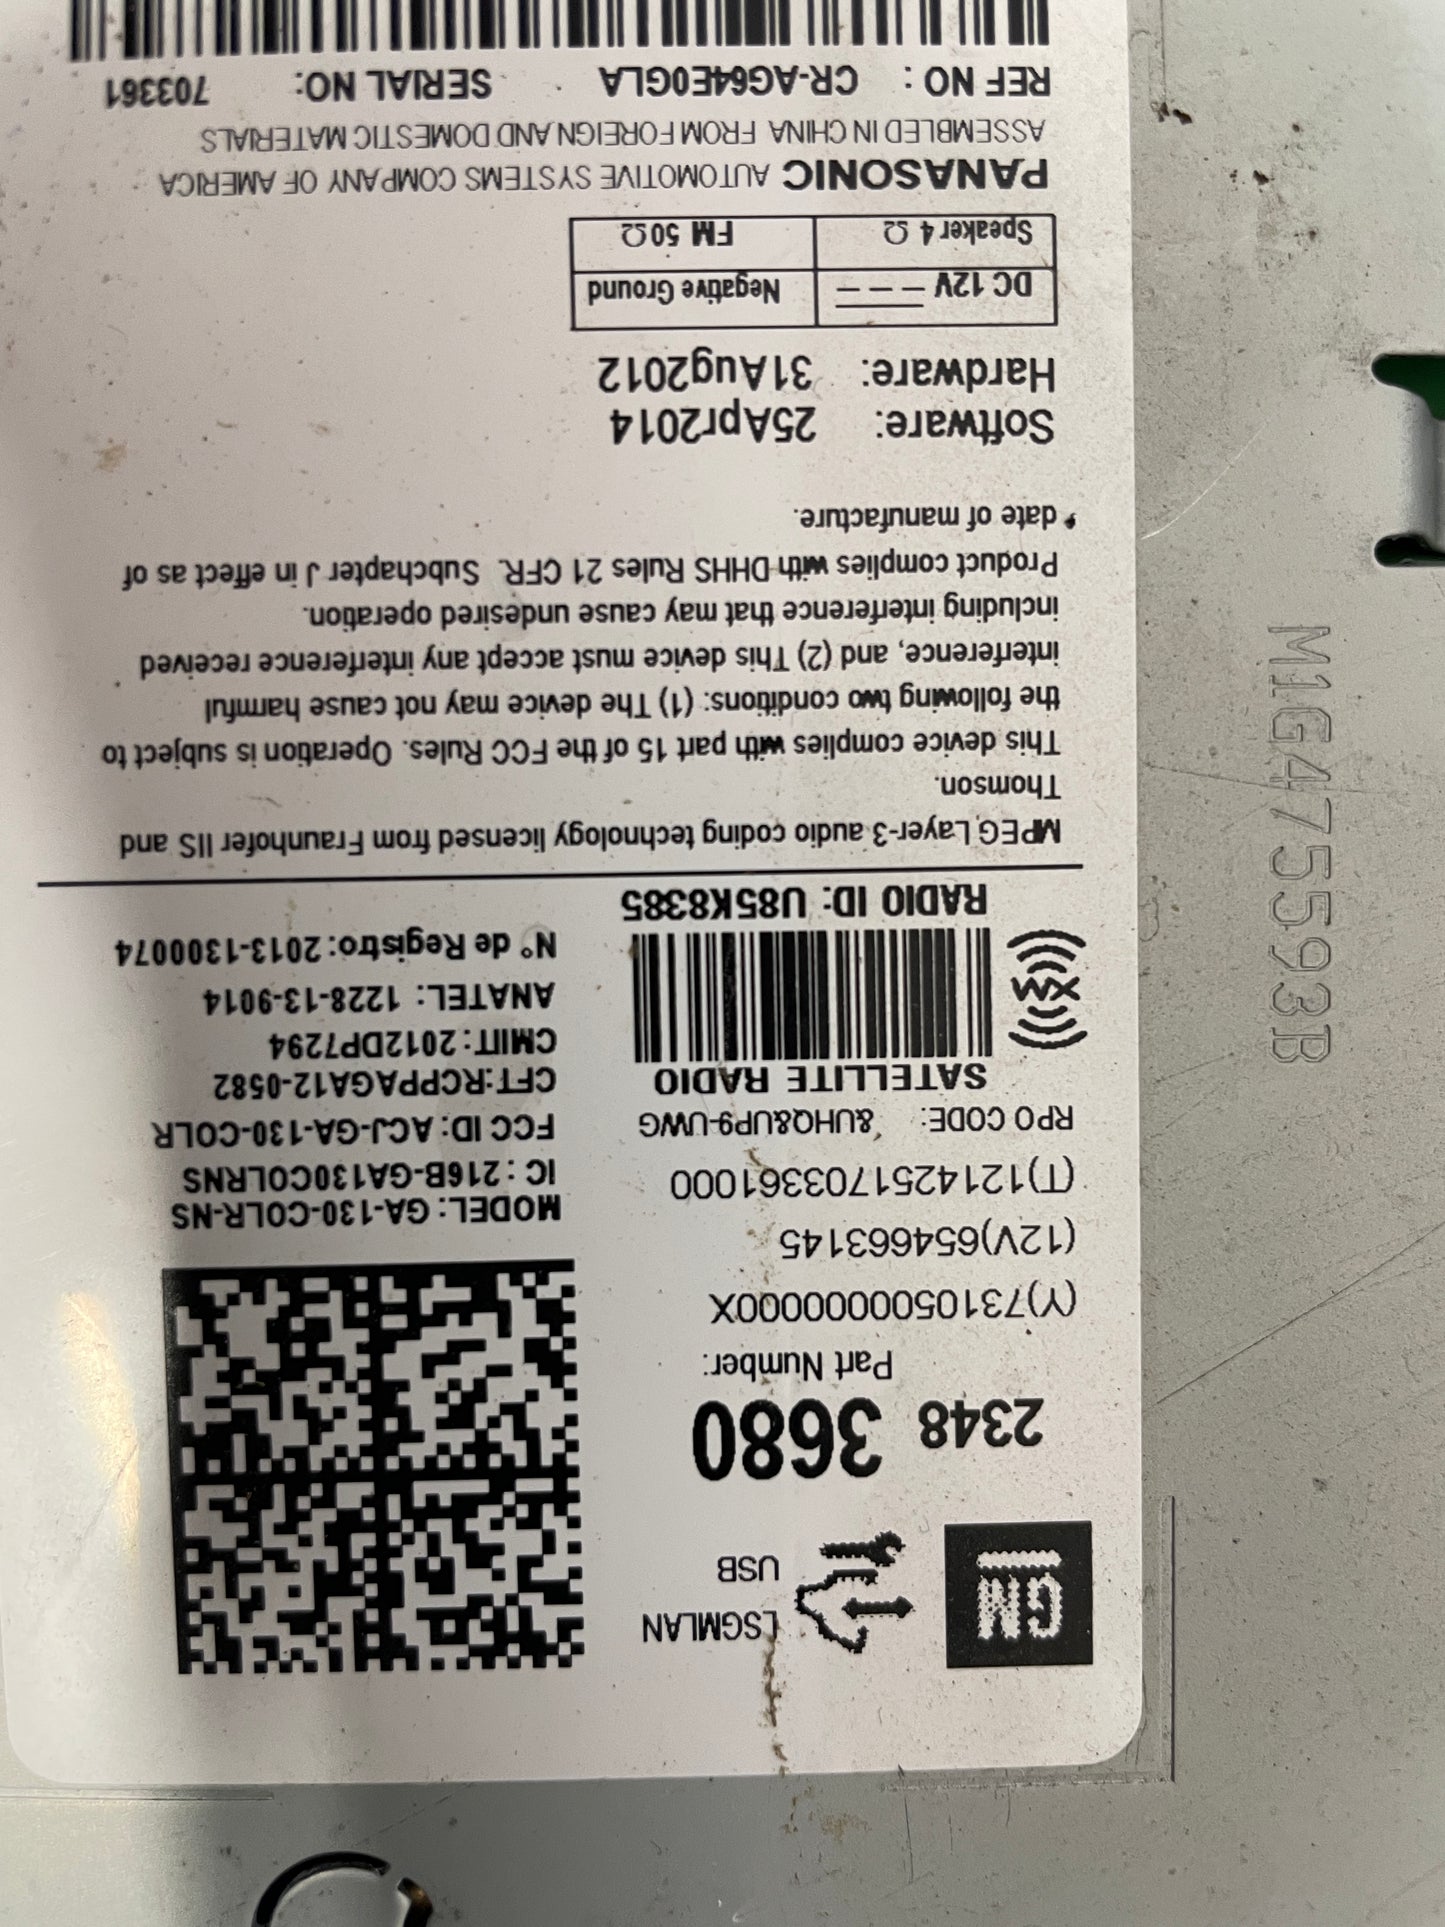 GM
LSGMLAN
USB
2348 3680
Part Number:
(Y)7310500000000X
(12V)654663145
(T)1214251703361000
RPO CODE: &UHQ&UP9-UWG
SATELLITE RADIO
XM
RADIO ID: U85K8385
MODEL: GA-130-COLR-NS
IC: 216B-GA130COLRNS
FCC ID: ACJ-GA-130-COLR
CFT:RCPPAGA12-0582
CMIIT: 2012DP7294
ANATEL: 1228-13-9014
N° de Registro: 2013-1300074
MPEG Layer-3 audio coding technology licensed from Fraunhofer IIS and
Thomson.
This device complies with part 15 of the FCC Rules. Operation is subject to
the following two conditions: (1) The device may not cause harmful
interference, and (2) This device must accept any interference received
including interference that may cause undesired operation.
Product complies with DHHS Rules 21 CFR. Subchapter J in effect as of
* date of manufacture.
Software: 25Apr2014
Hardware: 31Aug2012
DC 12V Negative Ground
Speaker 4 Ω FM 50Ω
PANASONIC AUTOMOTIVE SYSTEMS COMPANY OF AMERICA
ASSEMBLED IN CHINA FROM FOREIGN AND DOMESTIC MATERIALS
REF NO : CR-AG64E0GLA SERIAL NO: 703361
M1G475593B